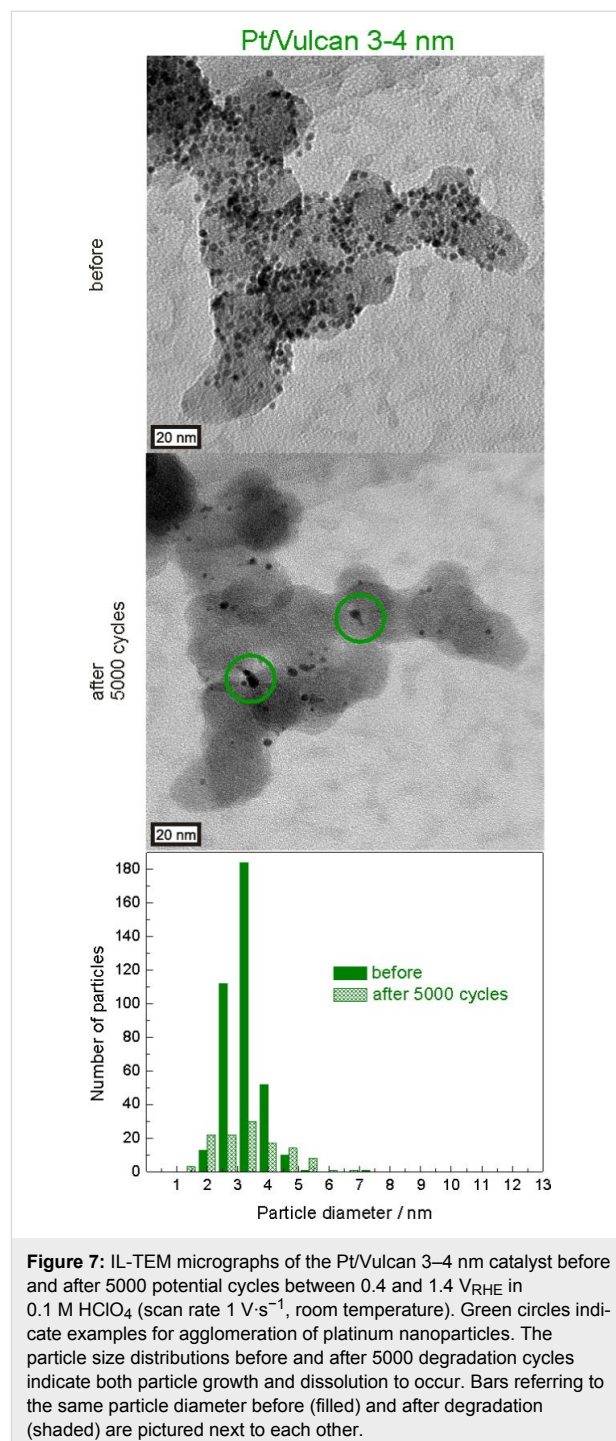 Pt/Vulcan 3-4 nm
before
20 nm
after
5000 cycles
20 nm
Number of particles
180
160
140
120
100
80
60
40
20
0
before
after 5000 cycles
1 2 3 4 5 6 7 8 9 10 11 12 13
Particle diameter / nm
Figure 7: IL-TEM micrographs of the Pt/Vulcan 3–4 nm catalyst before
and after 5000 potential cycles between 0.4 and 1.4 VRHE in
0.1 M HClO4 (scan rate 1 V·s−1, room temperature). Green circles indi-
cate examples for agglomeration of platinum nanoparticles. The
particle size distributions before and after 5000 degradation cycles
indicate both particle growth and dissolution to occur. Bars referring to
the same particle diameter before (filled) and after degradation
(shaded) are pictured next to each other.